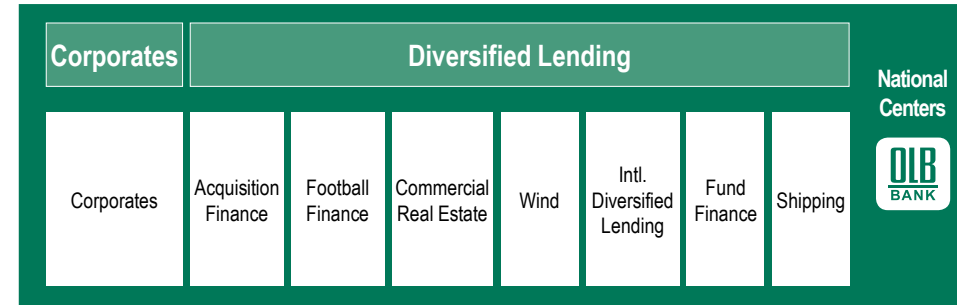 Corporates
Diversified Lending
National
Centers
Corporates
Acquisition
Finance
Football
Finance
Commercial
Real Estate
Wind
Intl.
Diversified
Lending
Fund
Finance
Shipping
OLB
BANK